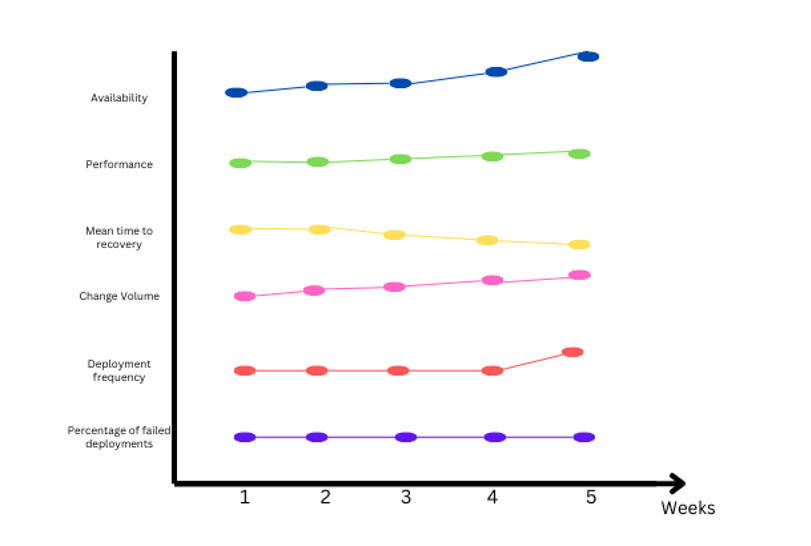 Availability
Performance
Mean time to
recovery
Change Volume
Deployment
frequency
Percentage of failed
deployments
1 2 3 4 5
Weeks